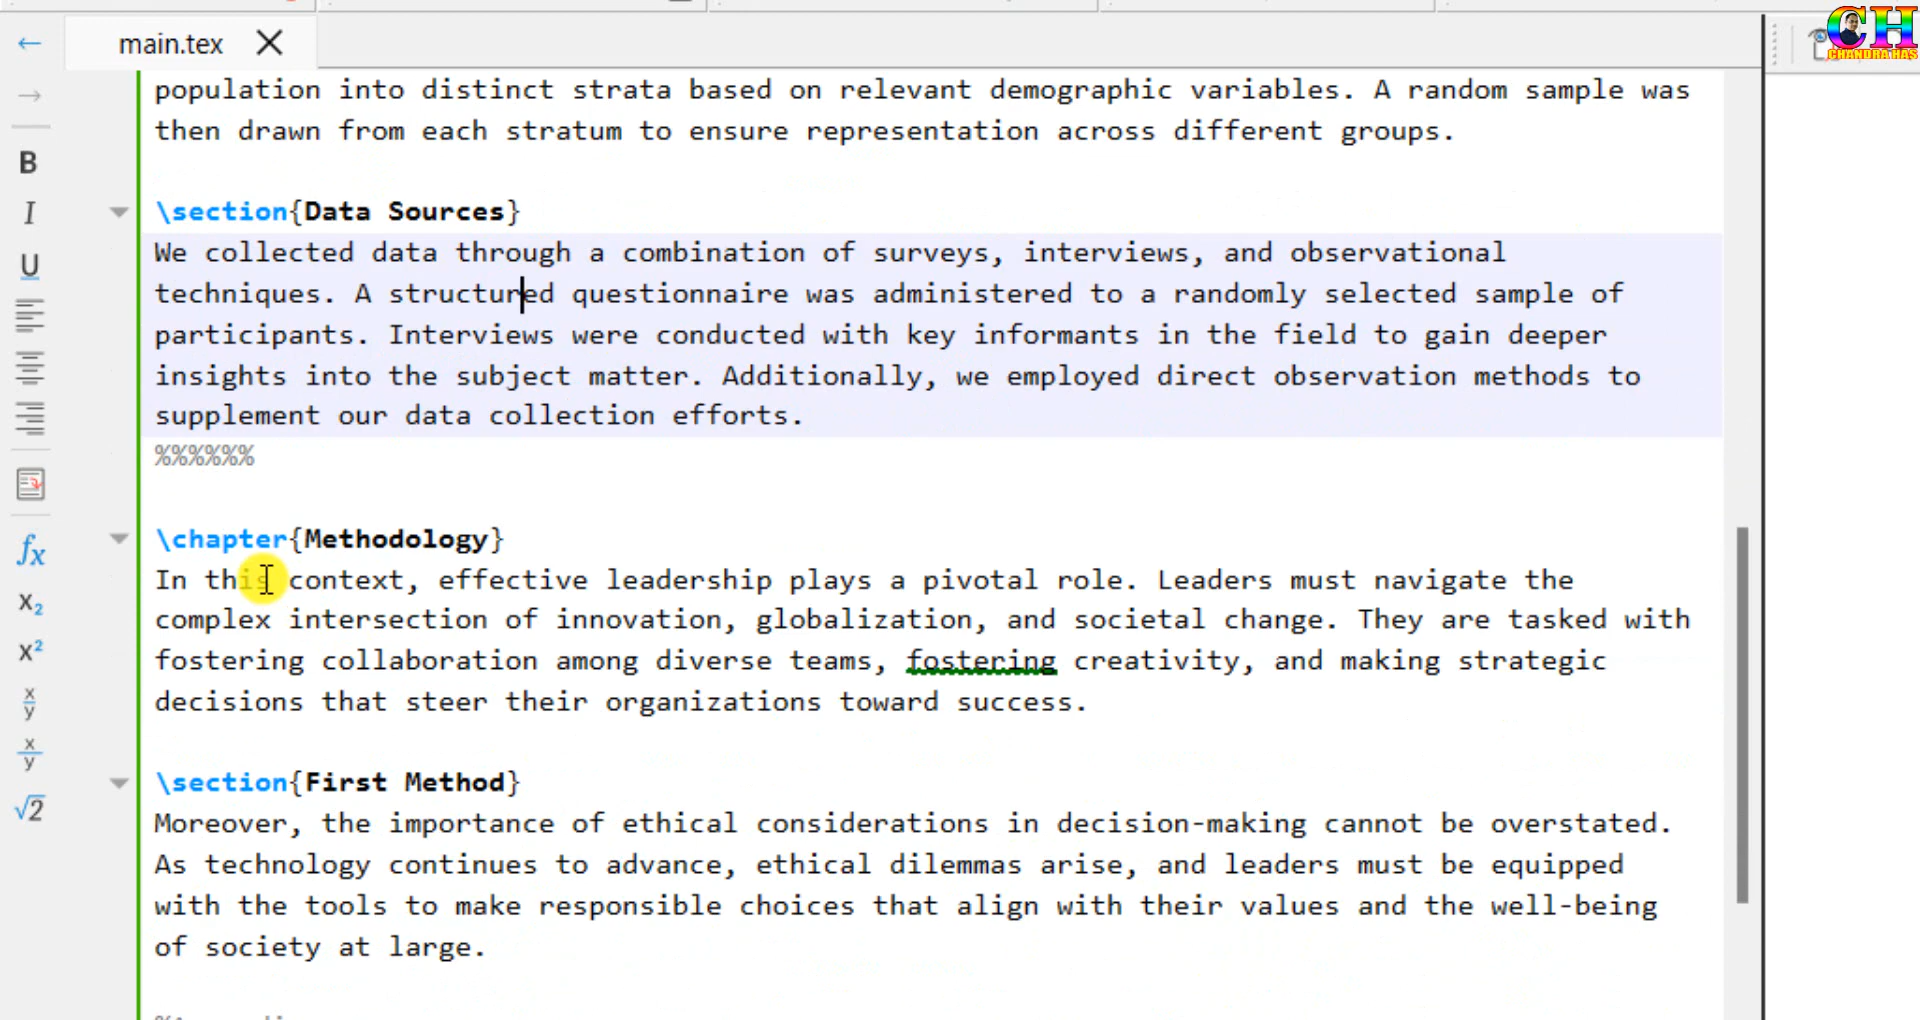 main.tex
CH
CHANDRA HAS
population into distinct strata based on relevant demographic variables. A random sample was
then drawn from each stratum to ensure representation across different groups.
\section{Data Sources}
We collected data through a combination of surveys, interviews, and observational
techniques. A structured questionnaire was administered to a randomly selected sample of
participants. Interviews were conducted with key informants in the field to gain deeper
insights into the subject matter. Additionally, we employed direct observation methods to
supplement our data collection efforts.
%%%%%%
\chapter{Methodology}
In this context, effective leadership plays a pivotal role. Leaders must navigate the
complex intersection of innovation, globalization, and societal change. They are tasked with
fostering collaboration among diverse teams, fostering creativity, and making strategic
decisions that steer their organizations toward success.
\section{First Method}
Moreover, the importance of ethical considerations in decision-making cannot be overstated.
As technology continues to advance, ethical dilemmas arise, and leaders must be equipped
with the tools to make responsible choices that align with their values and the well-being
of society at large.
B
I
U
fx
x₂
x²
x/y
x/y
√2